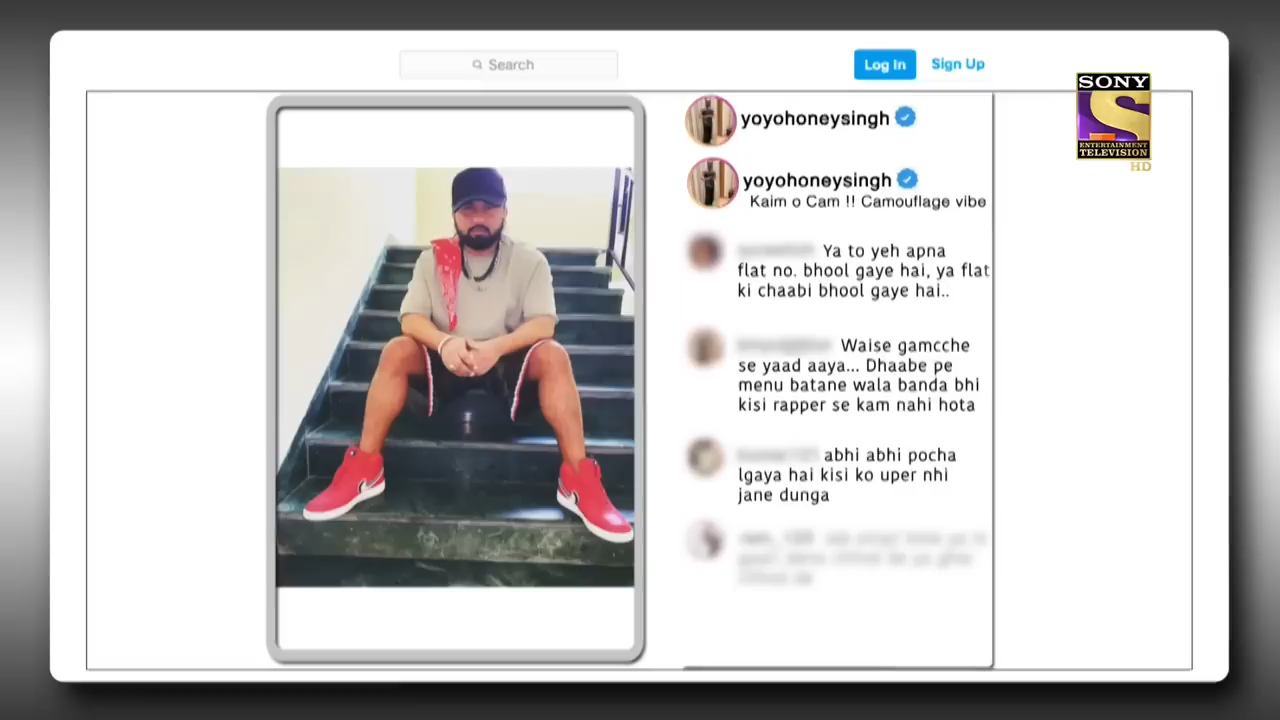 Search
Log In
Sign Up
SONY
S
ENTERTAINMENT
TELEVISION
HD
yoyohoneysingh
yoyohoneysingh
Kaim o Cam !! Camouflage vibe
Ya to yeh apna
flat no. bhool gaye hai, ya flat
ki chaabi bhool gaye hai..
Waise gamcche
se yaad aaya... Dhaabe pe
menu batane wala banda bhi
kisi rapper se kam nahi hota
abhi abhi pocha
lgaya hai kisi ko uper nhi
jane dunga